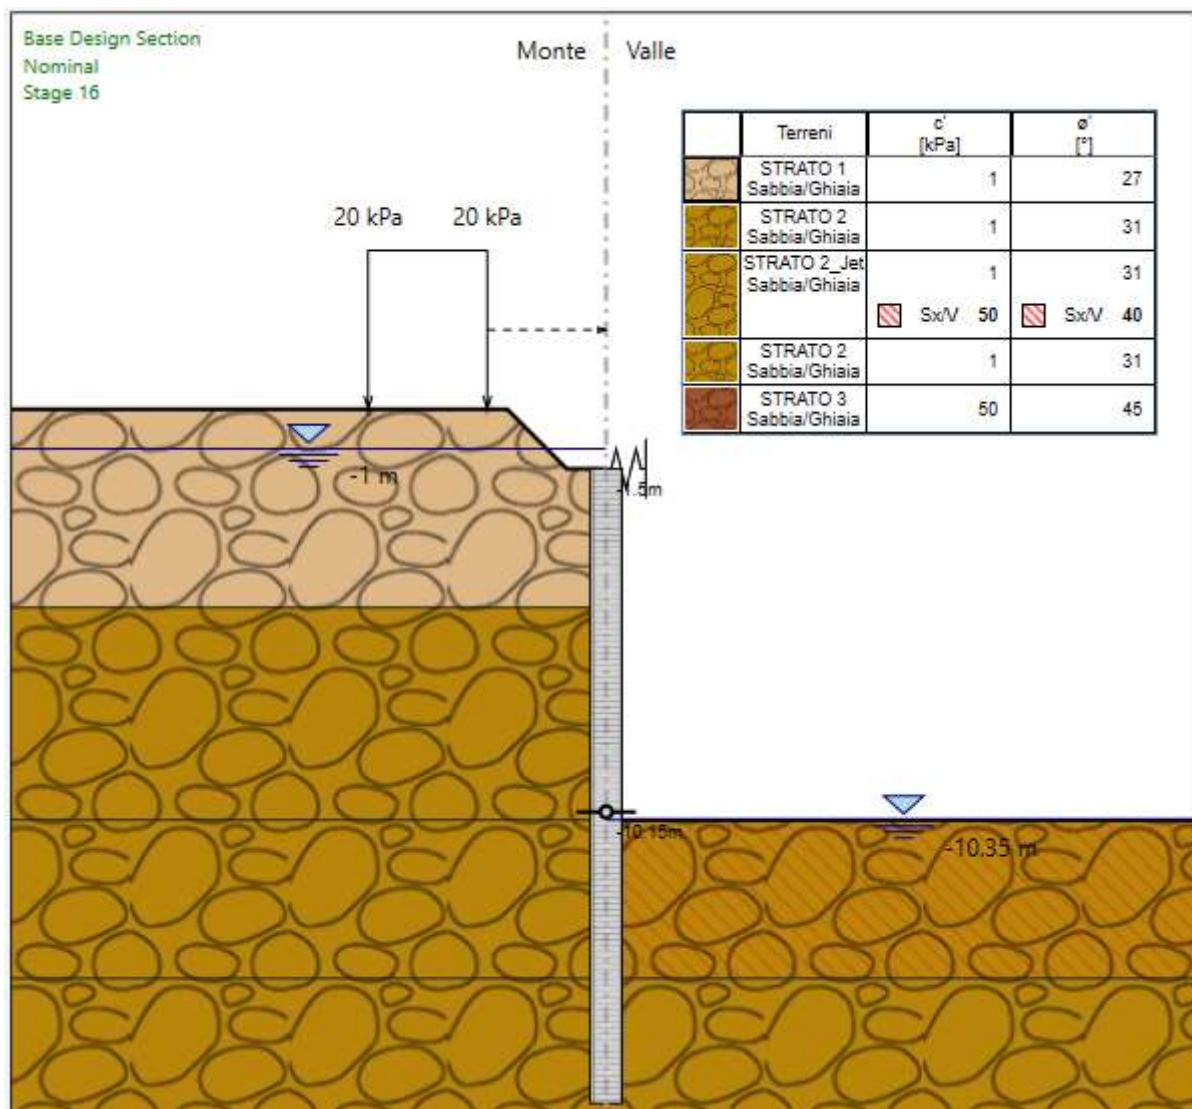 Base Design Section
Nominal
Stage 16
Monte
Valle
Terreni
c'
[kPa]
ø'
[°]
STRATO 1
Sabbia/Ghiaia
1
27
STRATO 2
Sabbia/Ghiaia
1
31
STRATO 2_Jet
Sabbia/Ghiaia
1
31
Sx/V 50
Sx/V 40
STRATO 2
Sabbia/Ghiaia
1
31
STRATO 3
Sabbia/Ghiaia
50
45
20 kPa
20 kPa
-1 m
-1.5m
-10.15m
-10.35 m